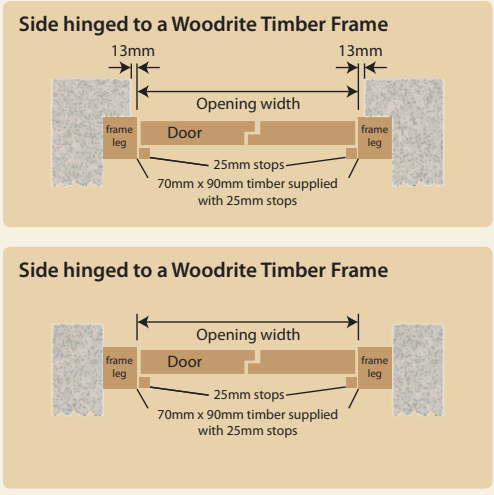 Side hinged to a Woodrite Timber Frame
13mm
13mm
Opening width
frame
leg
Door
frame
leg
25mm stops
70mm x 90mm timber supplied
with 25mm stops
Side hinged to a Woodrite Timber Frame
Opening width
frame
leg
Door
frame
leg
25mm stops
70mm x 90mm timber supplied
with 25mm stops